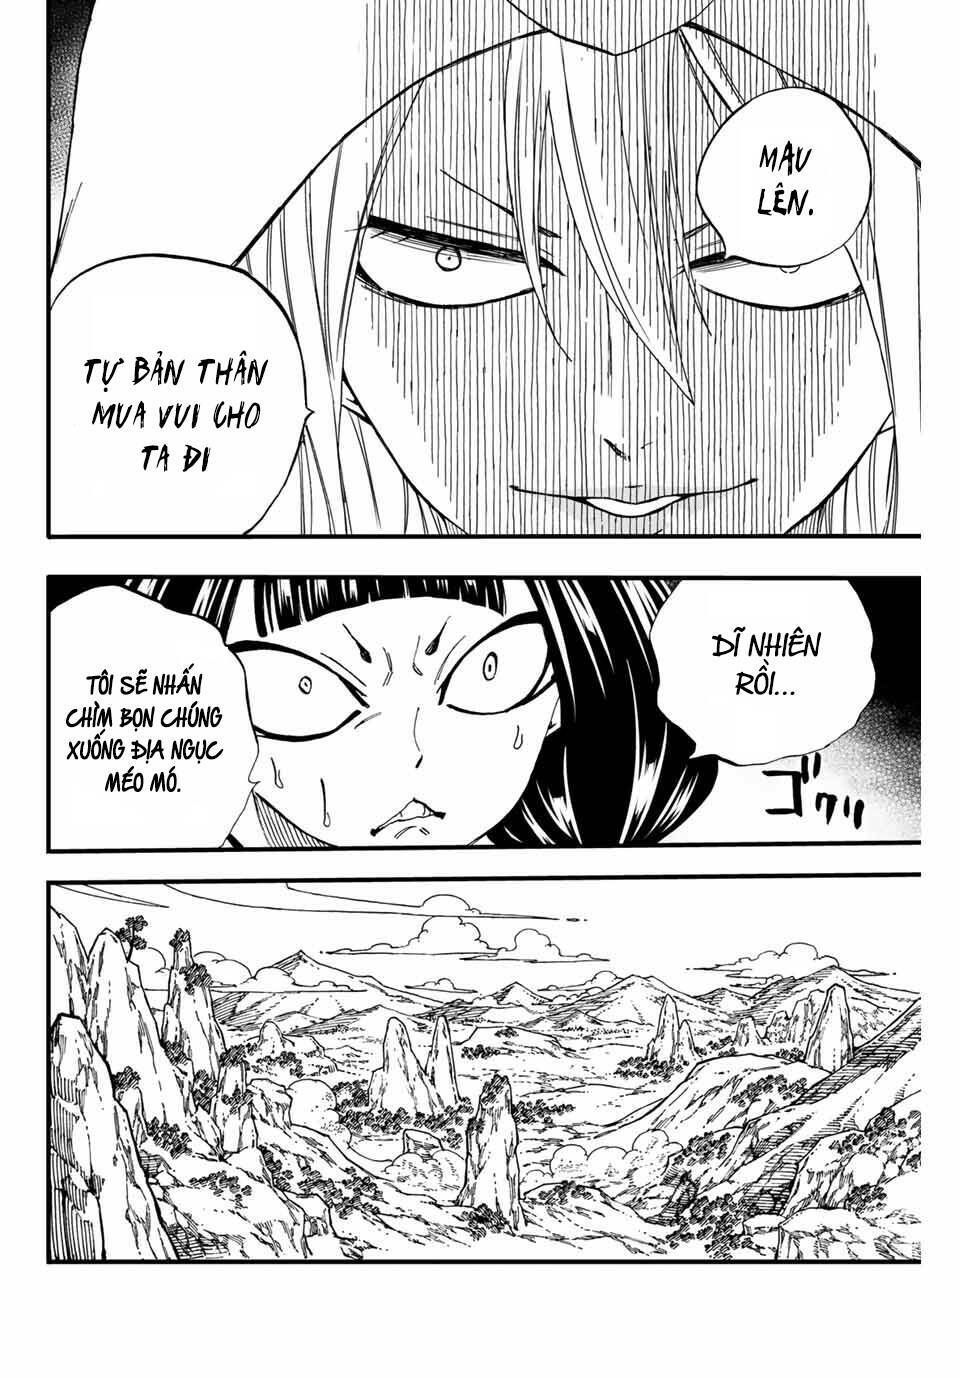 MAU
LÊN.
TỰ BẢN THÂN
MUA VUI CHO
TA ĐI
DĨ NHIÊN
RỒI...
ゴクリ
TÔI SẼ NHẤN
CHÌM BỌN CHÚNG
XUỐNG ĐỊA NGỤC
MÉO MÓ.